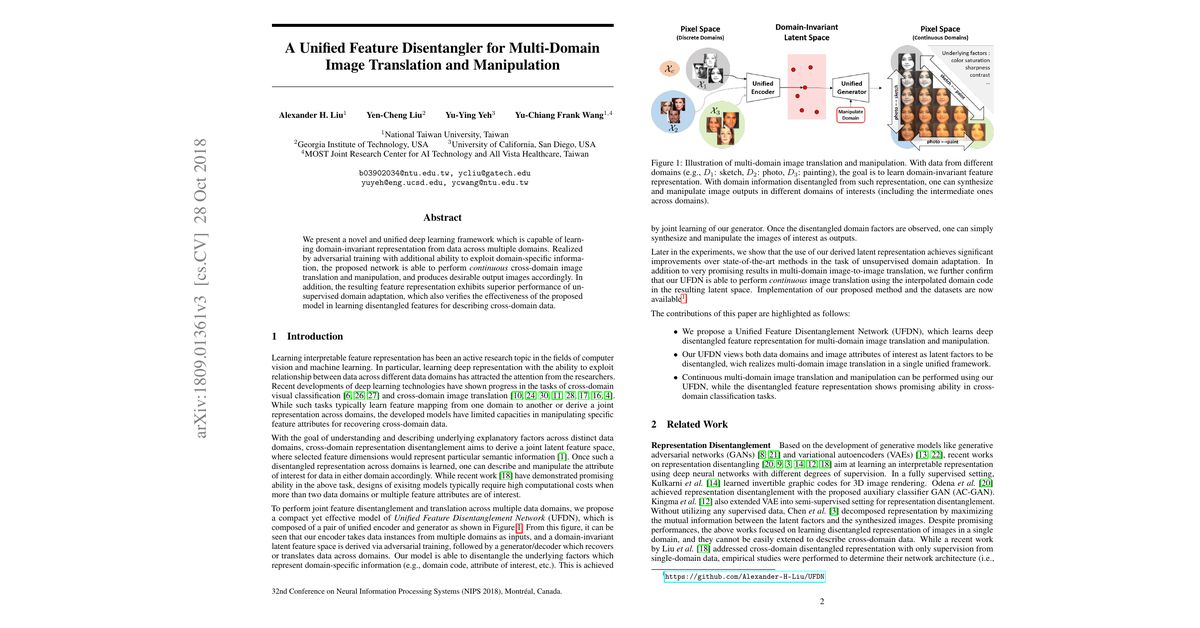 A Unified Feature Disentangler for Multi-Domain
Image Translation and Manipulation
Alexander H. Liu1 Yen-Cheng Liu2 Yu-Ying Yeh3 Yu-Chiang Frank Wang1,4
1National Taiwan University, Taiwan
2Georgia Institute of Technology, USA 3University of California, San Diego, USA
4MOST Joint Research Center for AI Technology and All Vista Healthcare, Taiwan
b03902034@ntu.edu.tw, ycliu@gatech.edu
yuyeh@eng.ucsd.edu, ycwang@ntu.edu.tw
Abstract
We present a novel and unified deep learning framework which is capable of learn-
ing domain-invariant representation from data across multiple domains. Realized
by adversarial training with additional ability to exploit domain-specific informa-
tion, the proposed network is able to perform continuous cross-domain image
translation and manipulation, and produces desirable output images accordingly. In
addition, the resulting feature representation exhibits superior performance of un-
supervised domain adaptation, which also verifies the effectiveness of the proposed
model in learning disentangled features for describing cross-domain data.
1 Introduction
Learning interpretable feature representation has been an active research topic in the fields of computer
vision and machine learning. In particular, learning deep representation with the ability to exploit
relationship between data across different data domains has attracted the attention from the researchers.
Recent developments of deep learning technologies have shown progress in the tasks of cross-domain
visual classification [6, 26, 27] and cross-domain image translation [10, 24, 30, 11, 28, 17, 16, 4].
While such tasks typically learn feature mapping from one domain to another or derive a joint
representation across domains, the developed models have limited capacities in manipulating specific
feature attributes for recovering cross-domain data.
With the goal of understanding and describing underlying explanatory factors across distinct data
domains, cross-domain representation disentanglement aims to derive a joint latent feature space,
where selected feature dimensions would represent particular semantic information [1]. Once such a
disentangled representation across domains is learned, one can describe and manipulate the attribute
of interest for data in either domain accordingly. While recent work [18] have demonstrated promising
ability in the above task, designs of exisitng models typically require high computational costs when
more than two data domains or multiple feature attributes are of interest.
To perform joint feature disentanglement and translation across multiple data domains, we propose
a compact yet effective model of Unified Feature Disentanglement Network (UFDN), which is
composed of a pair of unified encoder and generator as shown in Figure 1. From this figure, it can
be seen that our encoder takes data instances from multiple domains as inputs, and a domain-invariant
latent feature space is derived via adversarial training, followed by a generator/decoder which recovers
or translates data across domains. Our model is able to disentangle the underlying factors which
represent domain-specific information (e.g., domain code, attribute of interest, etc.). This is achieved
32nd Conference on Neural Information Processing Systems (NIPS 2018), Montréal, Canada.
arXiv:1809.01361v3 [cs.CV] 28 Oct 2018
Pixel Space
(Discrete Domains)
Domain-Invariant
Latent Space
Pixel Space
(Continuous Domains)
Xc
X1
X2
X3
Unified
Encoder
Unified
Generator
Manipulate
Domain
Underlying factors :
color saturation
sharpness
contrast
...
photo ↔ sketch
sketch ↔ paint
photo ↔ paint
Figure 1: Illustration of multi-domain image translation and manipulation. With data from different
domains (e.g., D1: sketch, D2: photo, D3: painting), the goal is to learn domain-invariant feature
representation. With domain information disentangled from such representation, one can synthesize
and manipulate image outputs in different domains of interests (including the intermediate ones
across domains).
by joint learning of our generator. Once the disentangled domain factors are observed, one can simply
synthesize and manipulate the images of interest as outputs.
Later in the experiments, we show that the use of our derived latent representation achieves significant
improvements over state-of-the-art methods in the task of unsupervised domain adaptation. In
addition to very promising results in multi-domain image-to-image translation, we further confirm
that our UFDN is able to perform continuous image translation using the interpolated domain code
in the resulting latent space. Implementation of our proposed method and the datasets are now
available1.
The contributions of this paper are highlighted as follows:
• We propose a Unified Feature Disentanglement Network (UFDN), which learns deep
disentangled feature representation for multi-domain image translation and manipulation.
• Our UFDN views both data domains and image attributes of interest as latent factors to be
disentangled, wich realizes multi-domain image translation in a single unified framework.
• Continuous multi-domain image translation and manipulation can be performed using our
UFDN, while the disentangled feature representation shows promising ability in cross-
domain classification tasks.
2 Related Work
Representation Disentanglement Based on the development of generative models like generative
adversarial networks (GANs) [8, 21] and variational autoencoders (VAEs) [13, 22], recent works
on representation disentangling [20, 9, 3, 14, 12, 18] aim at learning an interpretable representation
using deep neural networks with different degrees of supervision. In a fully supervised setting,
Kulkarni et al. [14] learned invertible graphic codes for 3D image rendering. Odena et al. [20]
achieved representation disentanglement with the proposed auxiliary classifier GAN (AC-GAN).
Kingma et al. [12] also extended VAE into semi-supervised setting for representation disentanglement.
Without utilizing any supervised data, Chen et al. [3] decomposed representation by maximizing
the mutual information between the latent factors and the synthesized images. Despite promising
performances, the above works focused on learning disentangled representation of images in a single
domain, and they cannot be easily extended to describe cross-domain data. While a recent work
by Liu et al. [18] addressed cross-domain disentangled representation with only supervision from
single-domain data, empirical studies were performed to determine their network architecture (i.e.,
1https://github.com/Alexander-H-Liu/UFDN
2